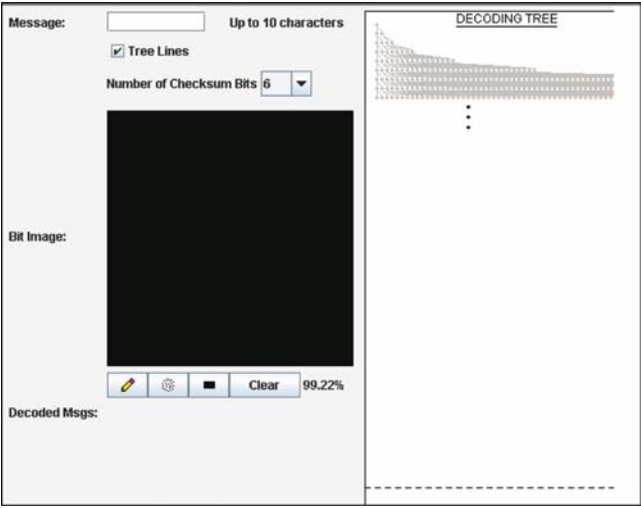 Message:
Up to 10 characters
Tree Lines
Number of Checksum Bits 6
Bit Image:
Clear
99.22%
Decoded Msgs:
DECODING TREE